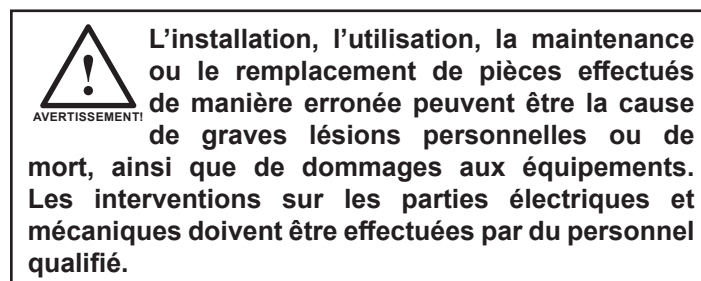 L’installation, l’utilisation, la maintenance
ou le remplacement de pièces effectués
de manière erronée peuvent être la cause
AVERTISSEMENT!
de graves lésions personnelles ou de
mort, ainsi que de dommages aux équipements.
Les interventions sur les parties électriques et
mécaniques doivent être effectuées par du personnel
qualifié.